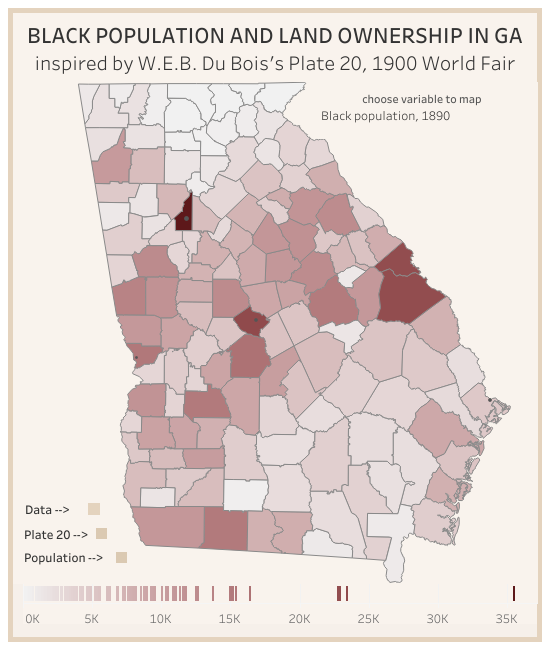 BLACK POPULATION AND LAND OWNERSHIP IN GA
inspired by W.E.B. Du Bois's Plate 20, 1900 World Fair
choose variable to map
Black population, 1890
Data -->
Plate 20 -->
Population -->
0K 5K 10K 15K 20K 25K 30K 35K